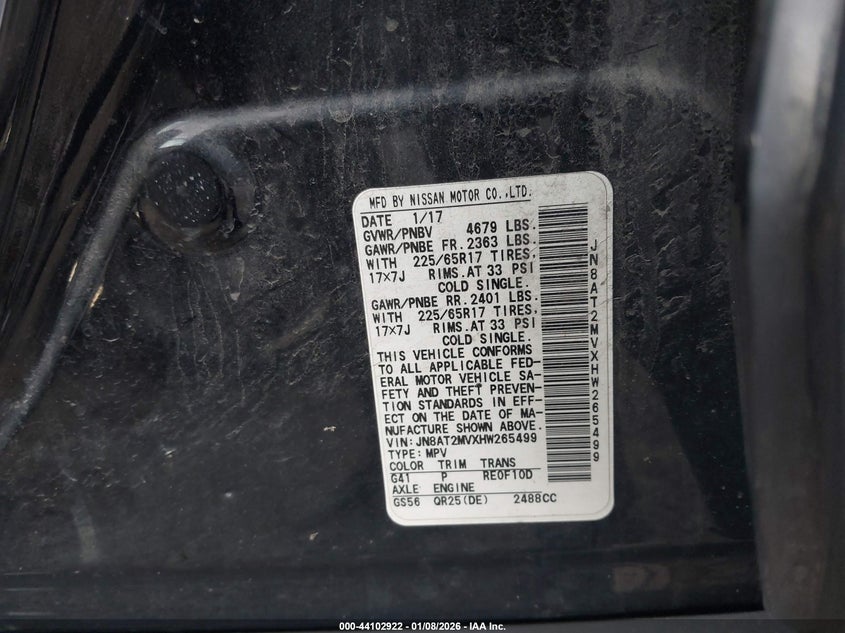 MFD BY NISSAN MOTOR CO.,LTD.
DATE 1/17
GVWR/PNBV 4679 LBS.
GAWR/PNBE FR. 2363 LBS.
WITH 225/65R17 TIRES,
17×7J RIMS.AT 33 PSI
COLD SINGLE.
GAWR/PNBE RR. 2401 LBS.
WITH 225/65R17 TIRES,
17×7J RIMS.AT 33 PSI
COLD SINGLE.
THIS VEHICLE CONFORMS
TO ALL APPLICABLE FED-
ERAL MOTOR VEHICLE SA-
FETY AND THEFT PREVEN-
TION STANDARDS IN EFF-
ECT ON THE DATE OF MA-
NUFACTURE SHOWN ABOVE.
VIN: JN8AT2MVXHW265499
TYPE: MPV
COLOR TRIM TRANS
G41 P RE0F10D
AXLE ENGINE
GS56 QR25(DE) 2488CC
JN8AT2MVXHW265499
000-44102922 - 01/08/2026 - IAA Inc.